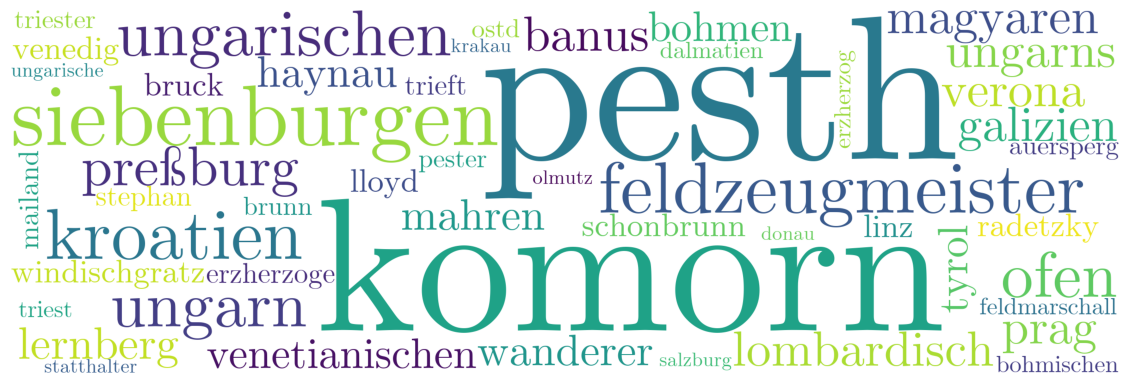 triester
ungarischen
ostd
banus
bohmen
magyaren
venedig
krakau
dalmatien
ungarns
ungarische
bruck
haynau
trieft
pesth
erzherzog
verona
siebenburgen
galizien
auersperg
mailand
preßburg
pester
lloyd
olmutz
feldzeugmeister
stephan
brunn
mahren
schonbrunn
donau
linz
radetzky
kroatien
komorn
tyrol
windischgratz
erzherzoge
ofen
triest
ungarn
feldmarschall
prag
lernberg
venetianischen
wanderer
salzburg
lombardisch
statthalter
bohmischen